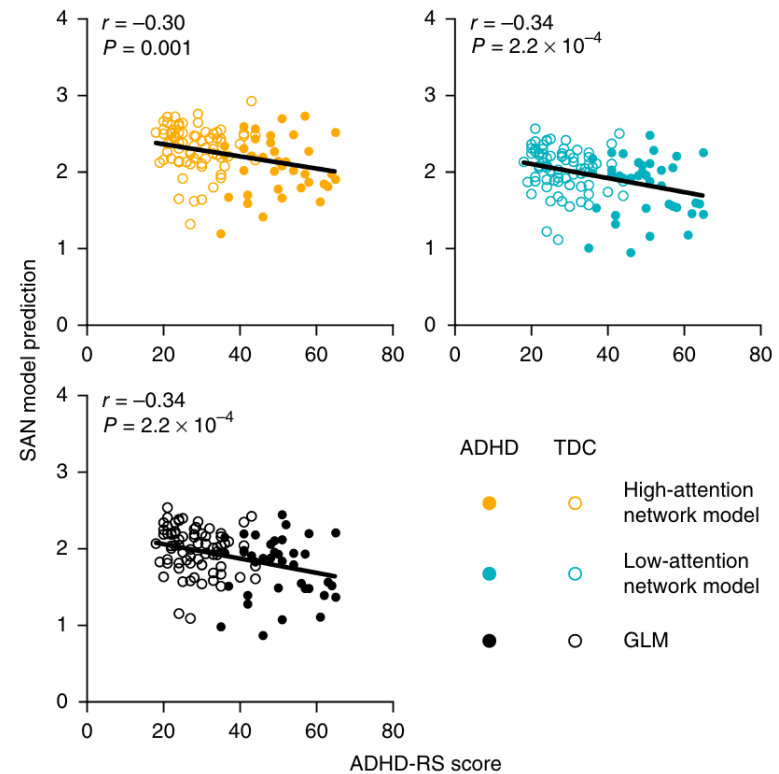 r = –0.30
P = 0.001
4
3
2
1
0
0 20 40 60 80
r = –0.34
P = 2.2 × 10⁻⁴
4
3
2
1
0
0 20 40 60 80
SAN model prediction
r = –0.34
P = 2.2 × 10⁻⁴
4
3
2
1
0
0 20 40 60 80
ADHD-RS score
ADHD TDC
High-attention
network model
Low-attention
network model
GLM